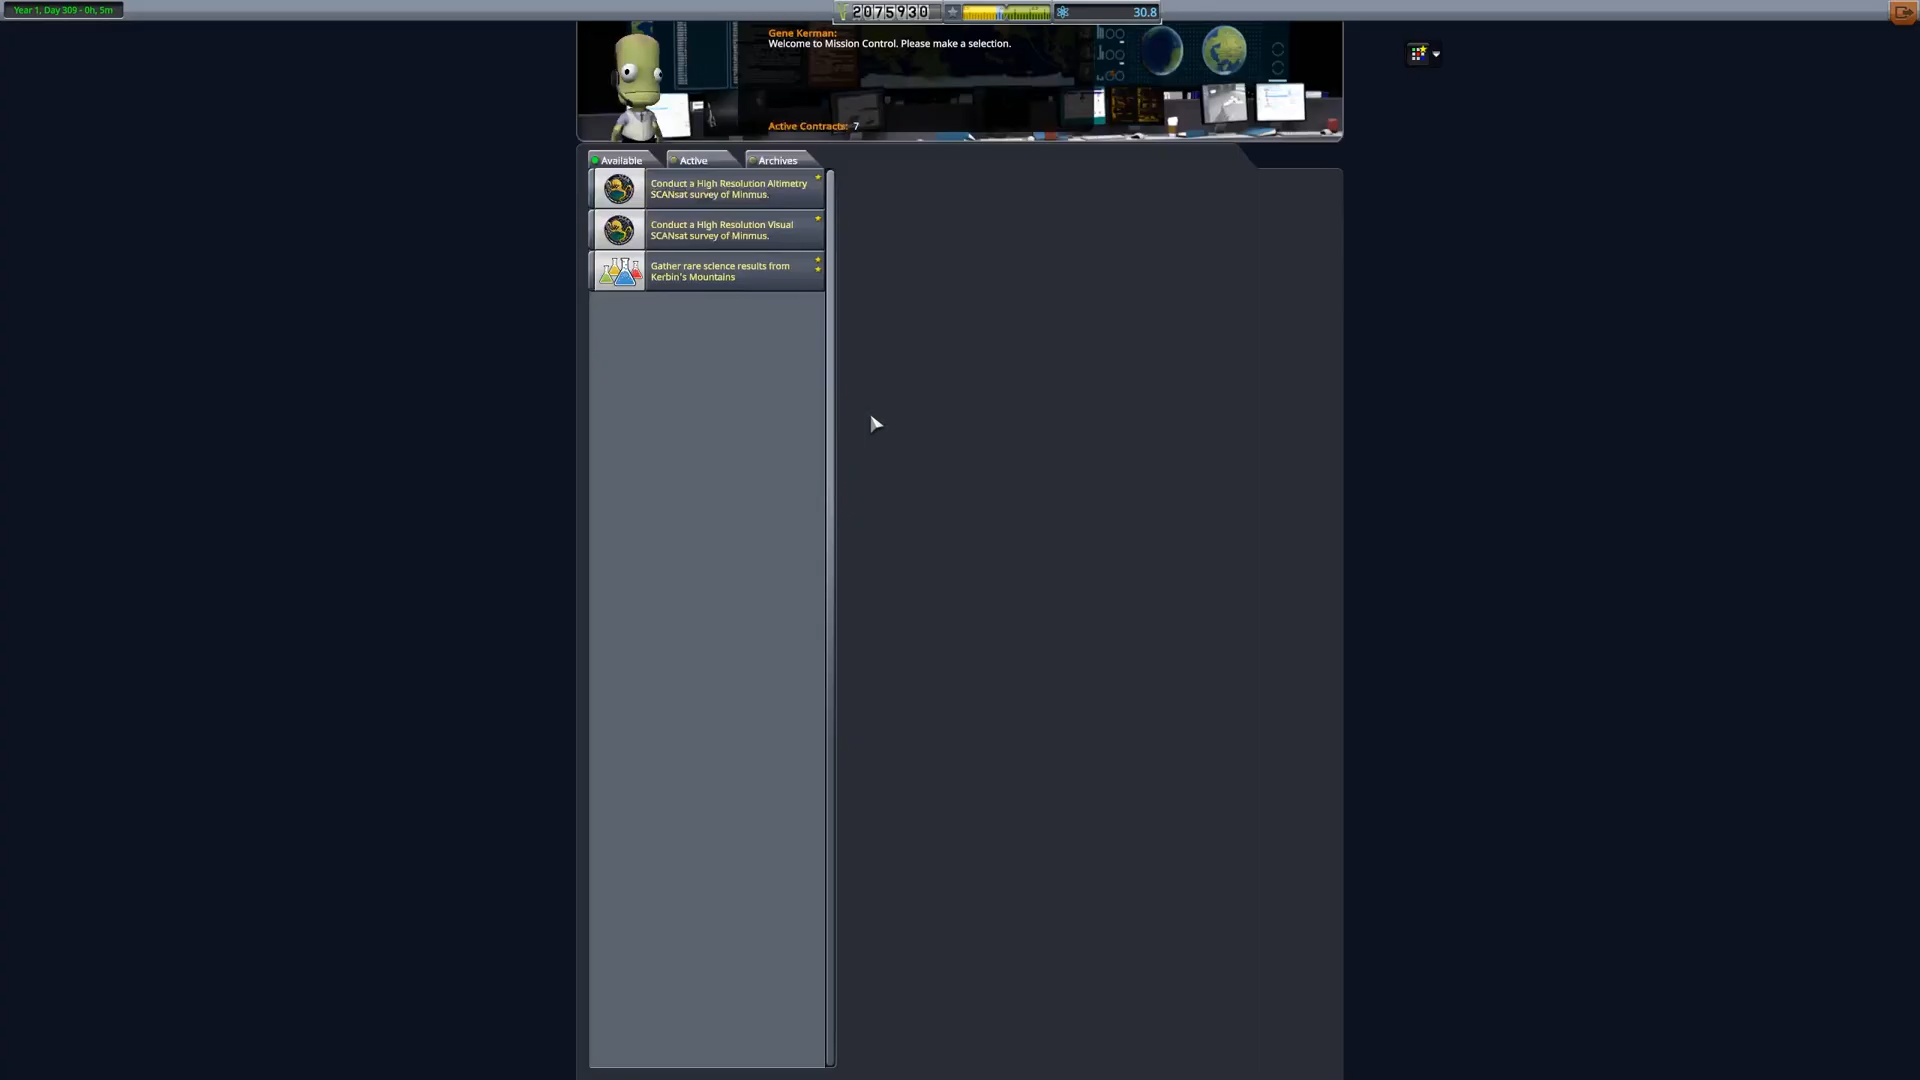 Year 1, Day 309 - 0h, 5m
2075930
30.8
Gene Kerman:
Welcome to Mission Control. Please make a selection.
Active Contracts: 7
Available
Active
Archives
Conduct a High Resolution Altimetry
SCANsat survey of Minmus.
Conduct a High Resolution Visual
SCANsat survey of Minmus.
Gather rare science results from
Kerbin's Mountains